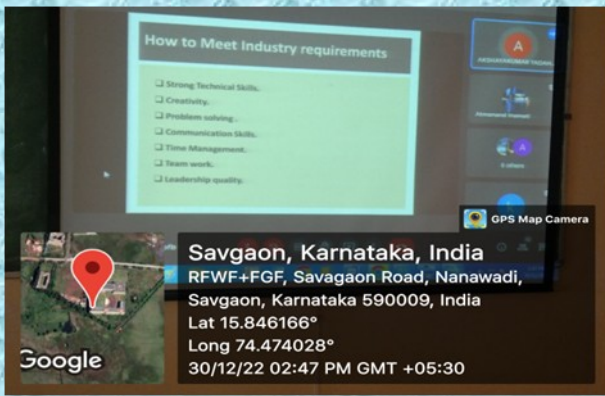 How to Meet Industry requirements
Strong Technical Skills.
Creativity.
Problem solving.
Communication Skills.
Time Management.
Team work.
Leadership quality.
A
A
GPS Map Camera
Savgaon, Karnataka, India
RFWF+FGF, Savagaon Road, Nanawadi,
Savgaon, Karnataka 590009, India
Lat 15.846166°
Long 74.474028°
30/12/22 02:47 PM GMT +05:30
Google